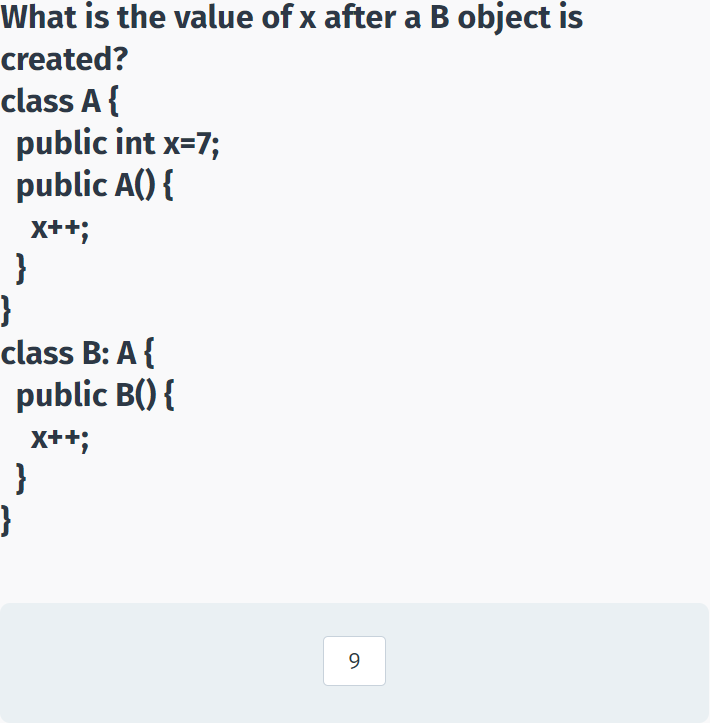 What is the value of x after a B object is
created?
class A {
public int x=7;
public A() {
x++;
}
}
class B: A {
public B() {
x++;
}
}
9